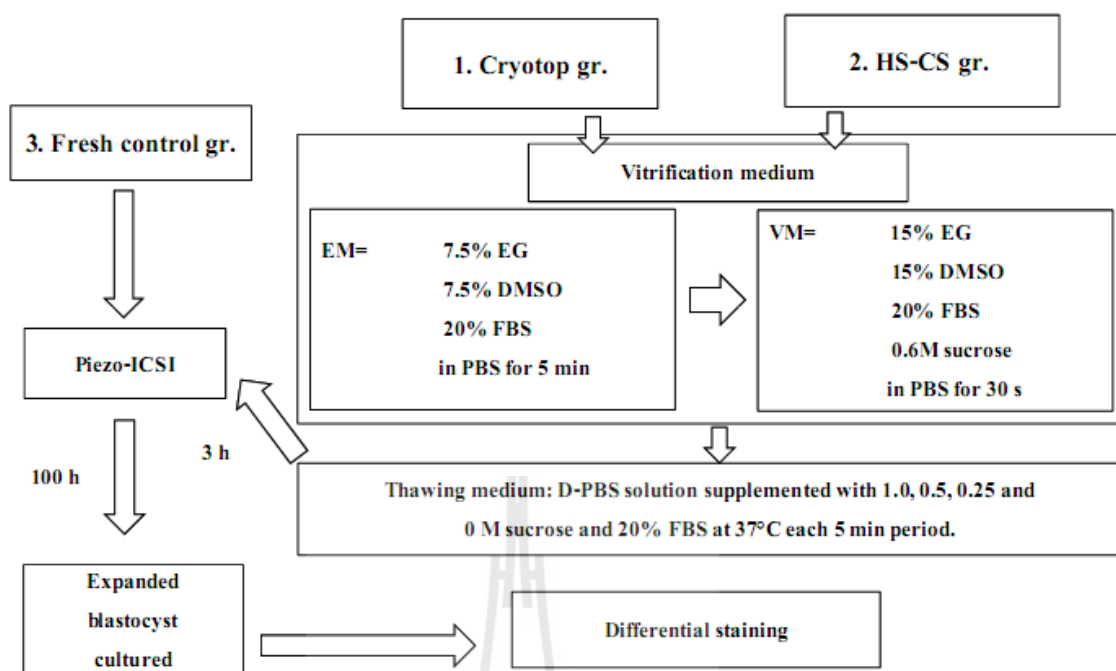 1. Cryotop gr.
2. HS-CS gr.
3. Fresh control gr.
Vitrification medium
EM= 7.5% EG
7.5% DMSO
20% FBS
in PBS for 5 min
VM= 15% EG
15% DMSO
20% FBS
0.6M sucrose
in PBS for 30 s
Piezo-ICSI
3 h
100 h
Thawing medium: D-PBS solution supplemented with 1.0, 0.5, 0.25 and
0 M sucrose and 20% FBS at 37°C each 5 min period.
Expanded
blastocyst
cultured
Differential staining